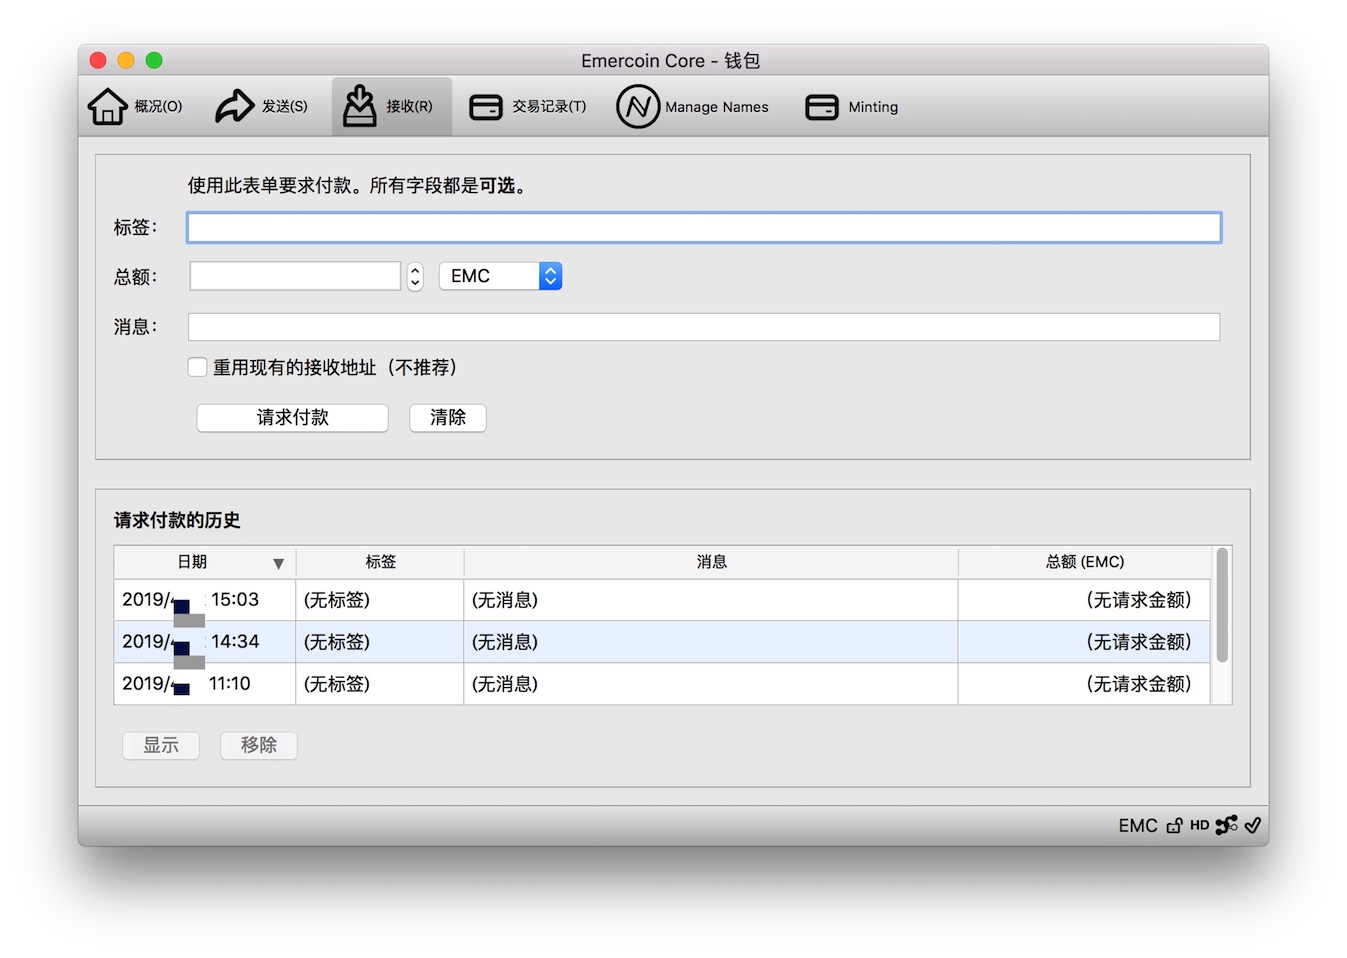 Emercoin Core - 钱包
概况(O) 发送(S) 接收(R) 交易记录(T) Manage Names Minting
使用此表单要求付款。所有字段都是可选。
标签：
总额： EMC
消息：
重用现有的接收地址（不推荐）
请求付款 清除
请求付款的历史
日期 ▼ 标签 消息 总额 (EMC)
2019/ 15:03 (无标签) (无消息) (无请求金额)
2019/ 14:34 (无标签) (无消息) (无请求金额)
2019/ 11:10 (无标签) (无消息) (无请求金额)
显示 移除
EMC HD